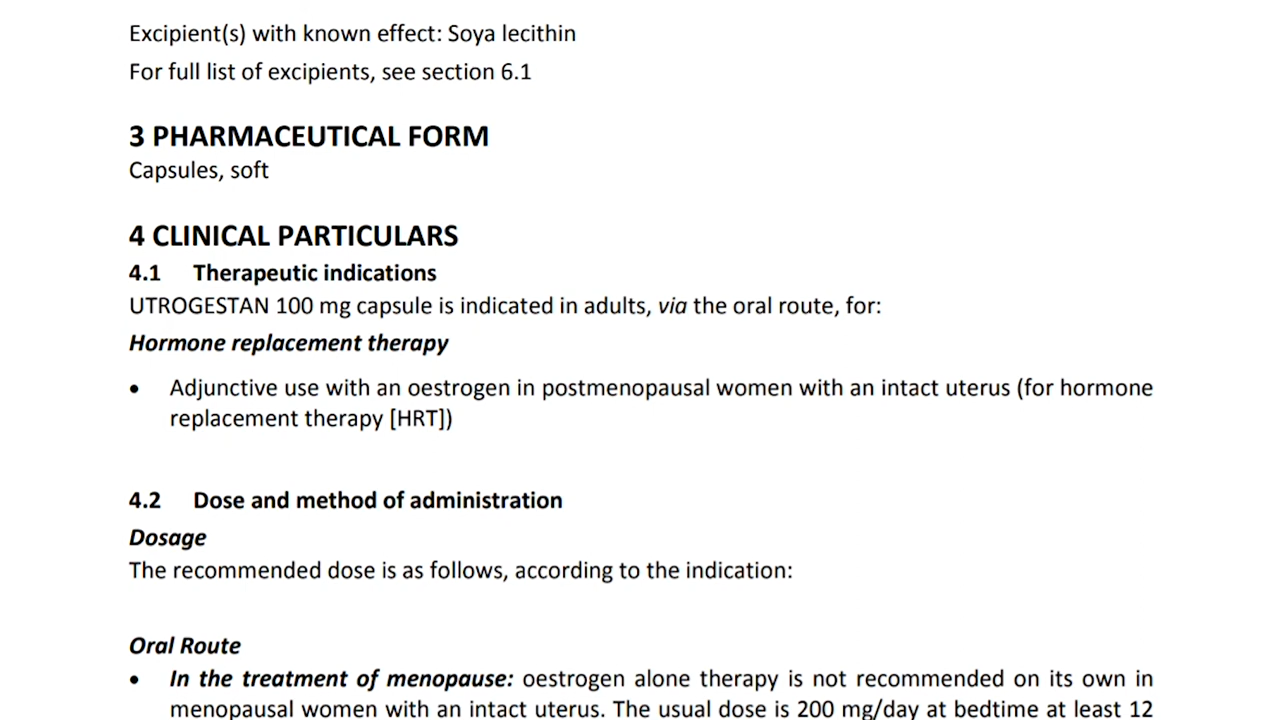 Excipient(s) with known effect: Soya lecithin
For full list of excipients, see section 6.1
3 PHARMACEUTICAL FORM
Capsules, soft
4 CLINICAL PARTICULARS
4.1 Therapeutic indications
UTROGESTAN 100 mg capsule is indicated in adults, via the oral route, for:
Hormone replacement therapy
• Adjunctive use with an oestrogen in postmenopausal women with an intact uterus (for hormone
replacement therapy [HRT])
4.2 Dose and method of administration
Dosage
The recommended dose is as follows, according to the indication:
Oral Route
• In the treatment of menopause: oestrogen alone therapy is not recommended on its own in
menopausal women with an intact uterus. The usual dose is 200 mg/day at bedtime at least 12